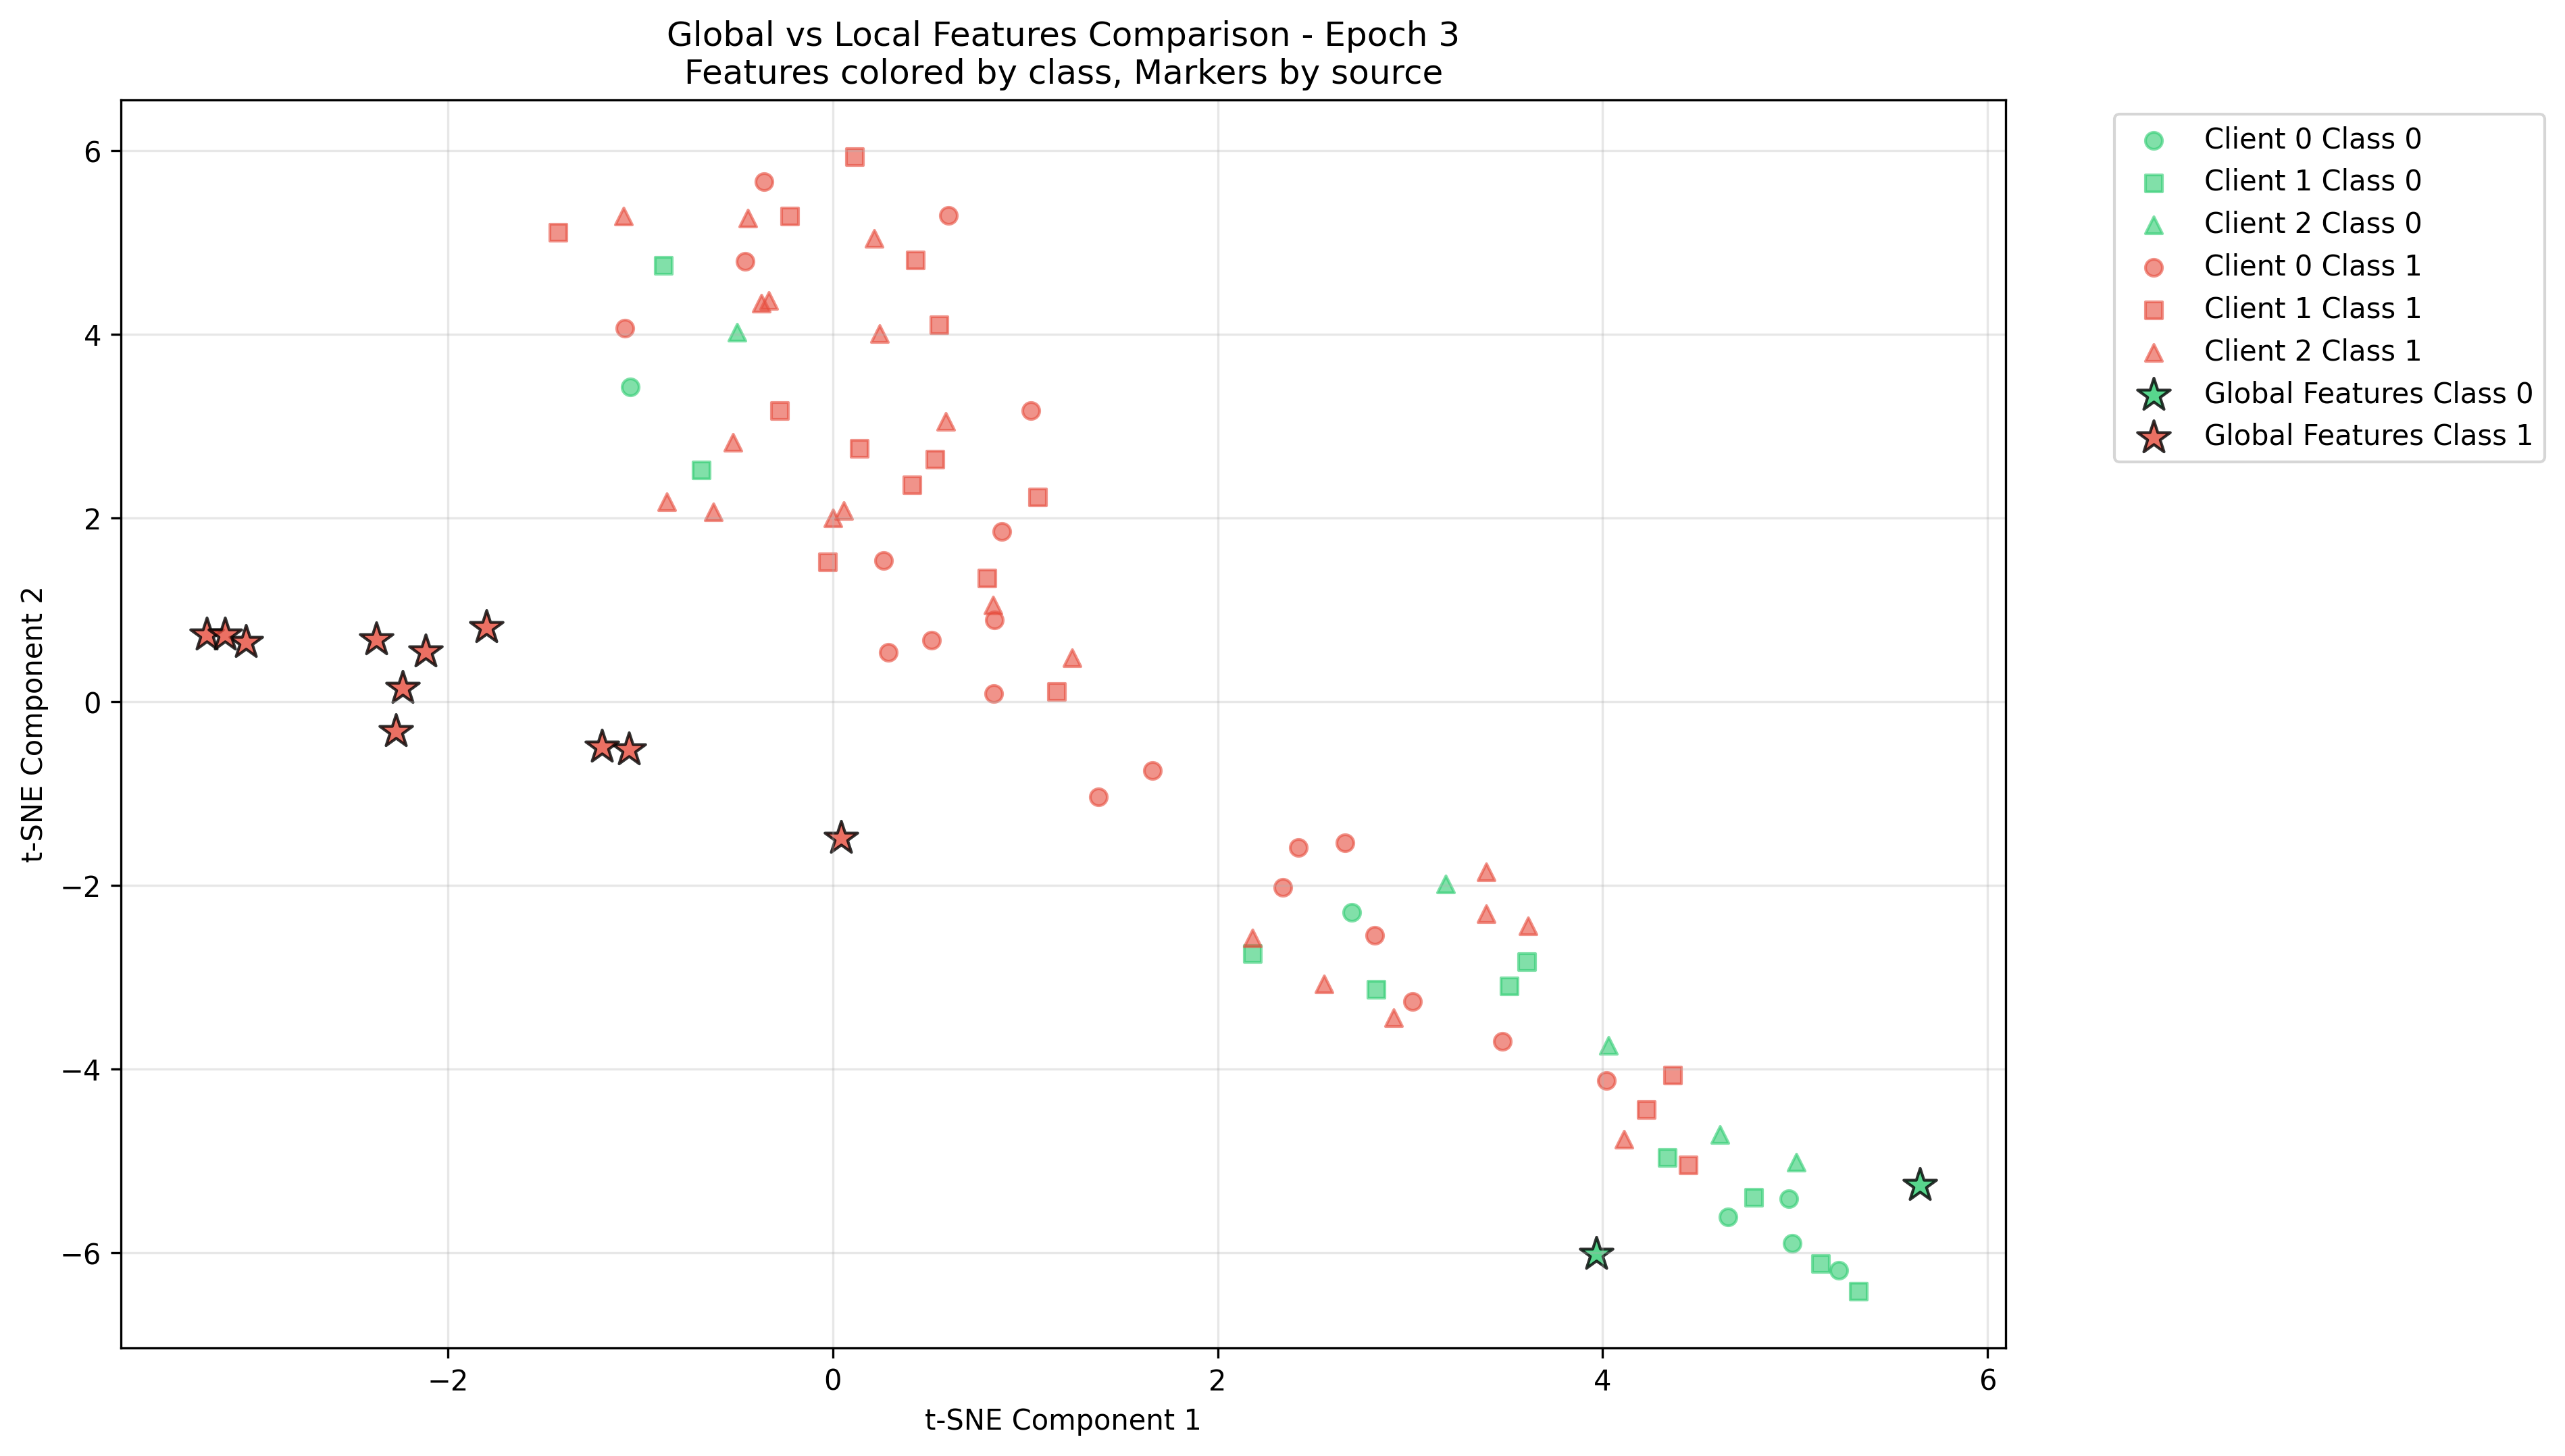 Global vs Local Features Comparison - Epoch 3
Features colored by class, Markers by source
Client 0 Class 0
Client 1 Class 0
Client 2 Class 0
Client 0 Class 1
Client 1 Class 1
Client 2 Class 1
Global Features Class 0
Global Features Class 1
t-SNE Component 2
6
4
2
0
−2
−4
−6
−2
0
2
4
6
t-SNE Component 1